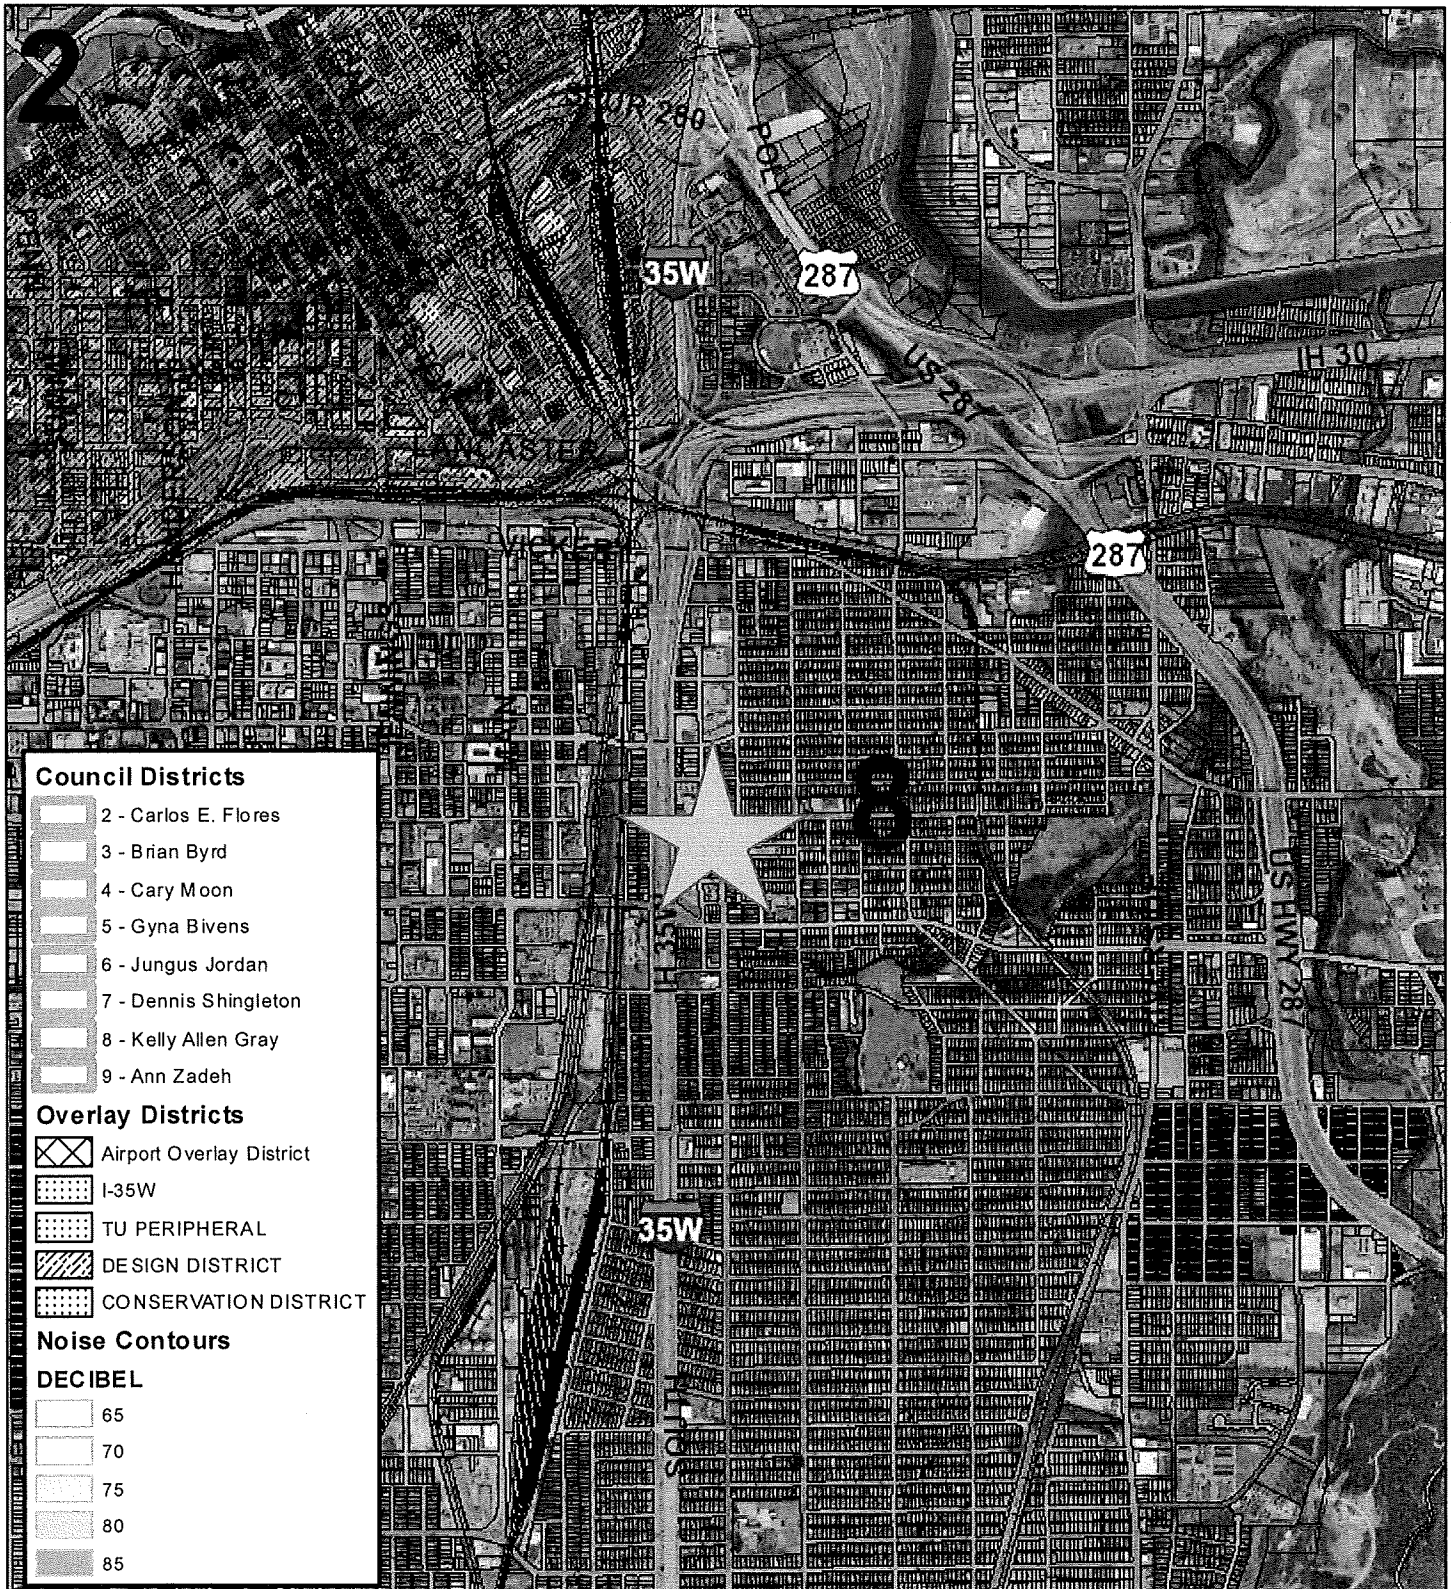 2
SPUR 280
POLY
35W
287
US 287
IH 30
PENN
TEXAS
LANCASTER
VICKERY
287
MAIN
8
IH 35W
US HWY 287
35W
SOUTH
Council Districts
2 - Carlos E. Flores
3 - Brian Byrd
4 - Cary Moon
5 - Gyna Bivens
6 - Jungus Jordan
7 - Dennis Shingleton
8 - Kelly Allen Gray
9 - Ann Zadeh
Overlay Districts
Airport Overlay District
I-35W
TU PERIPHERAL
DESIGN DISTRICT
CONSERVATION DISTRICT
Noise Contours
DECIBEL
65
70
75
80
85